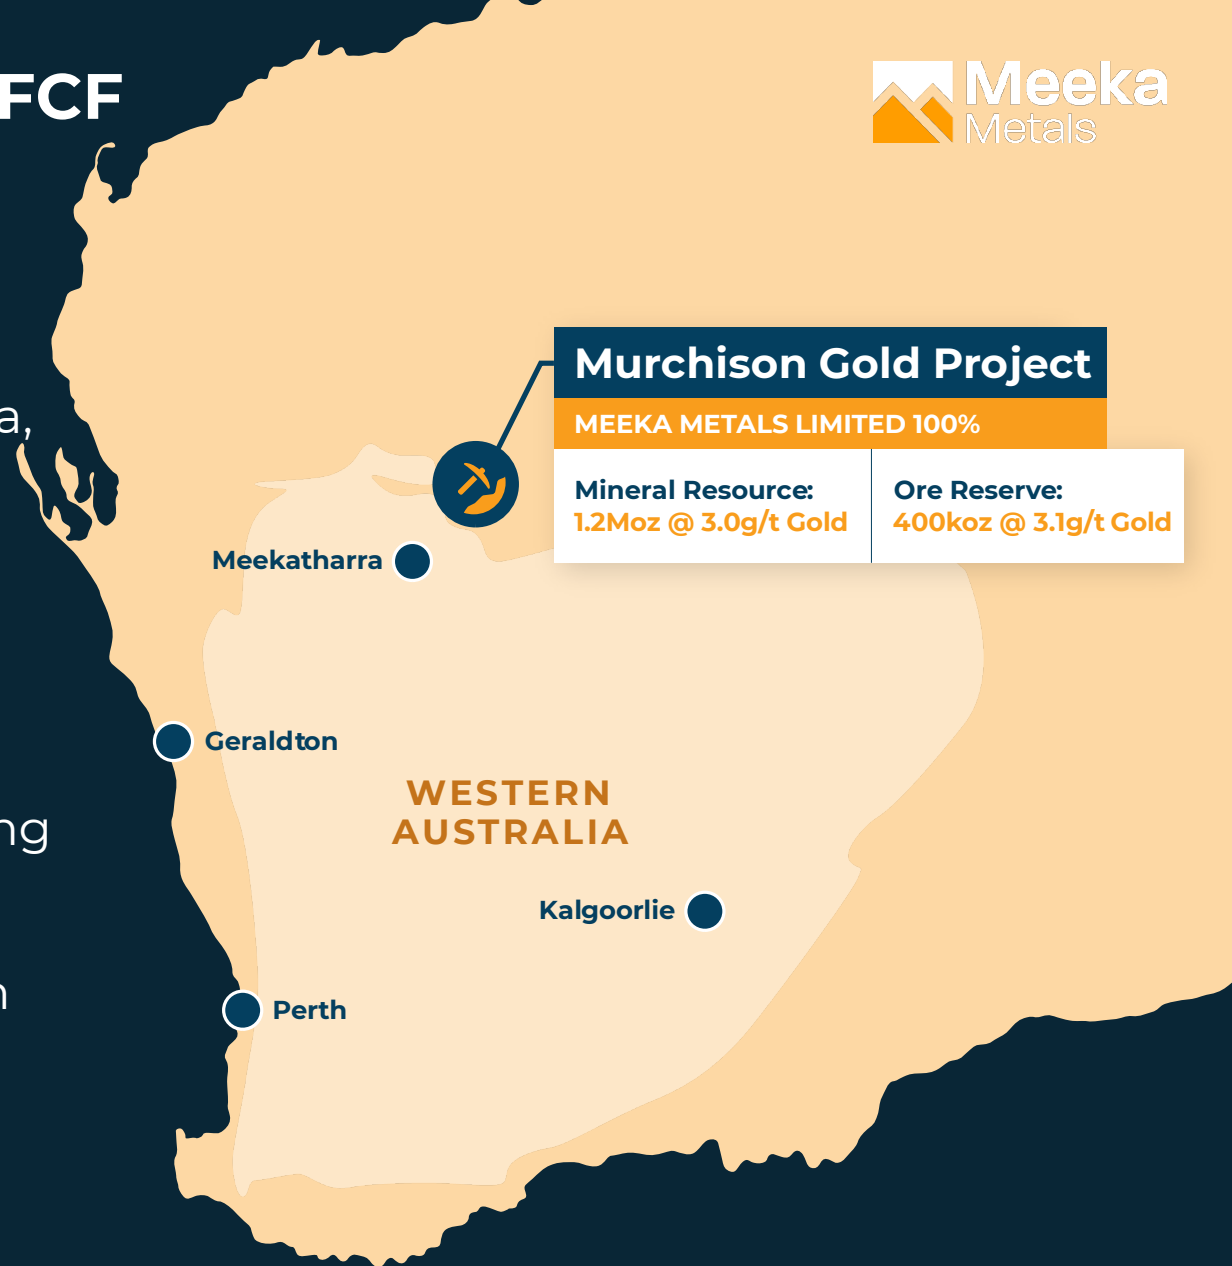 FCF
Meeka
Metals
a,
Murchison Gold Project
MEEKA METALS LIMITED 100%
Mineral Resource:
1.2Moz @ 3.0g/t Gold
Ore Reserve:
400koz @ 3.1g/t Gold
Meekatharra
Geraldton
WESTERN
AUSTRALIA
ng
Kalgoorlie
n
Perth